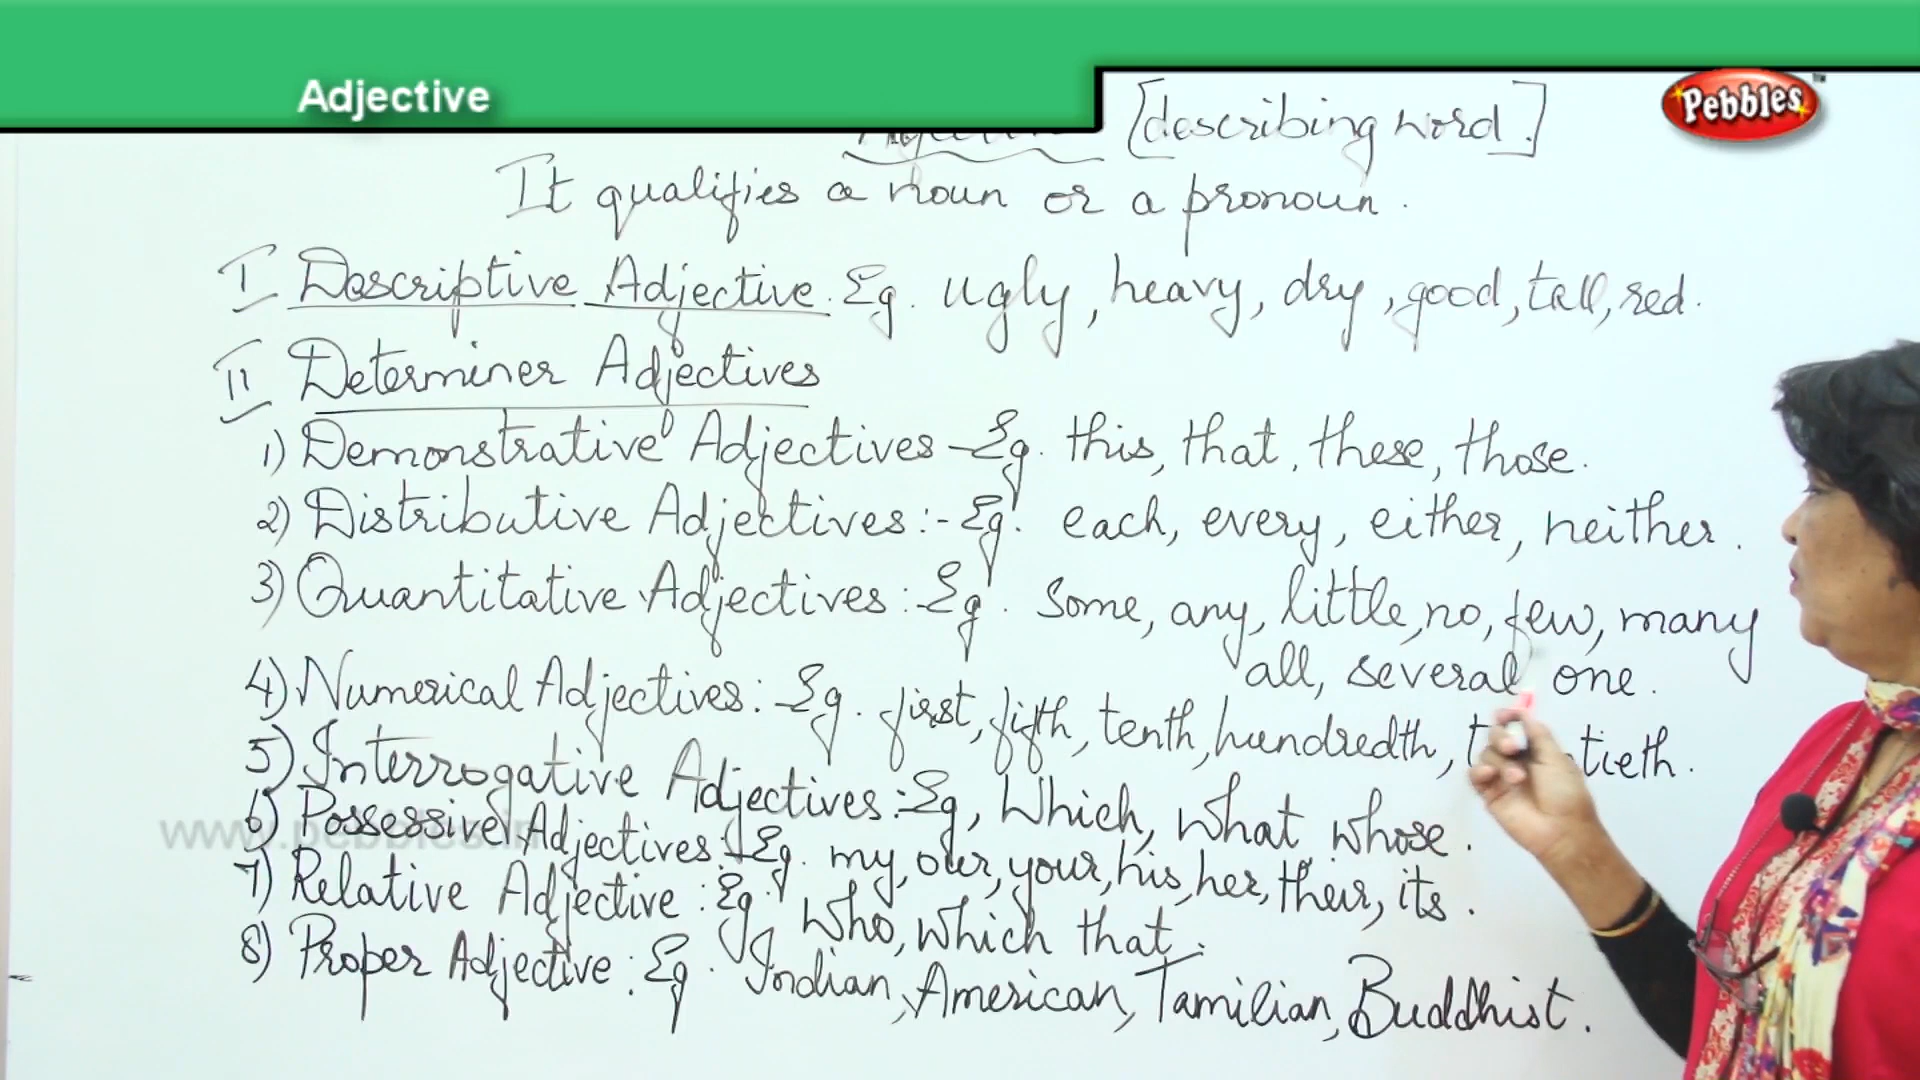 Adjective
Pebbles
[describing word.]
It qualifies a noun or a pronoun.
I Descriptive Adjective. Eg. ugly, heavy, dry, good, tall, red.
II Determiner Adjectives
1) Demonstrative Adjectives - Eg. this, that, these, those.
2) Distributive Adjectives :- Eg. each, every, either, neither.
3) Quantitative Adjectives : Eg. Some, any, little, no, few, many
all, several one.
4) Numerical Adjectives : Eg. first, fifth, tenth, hundredth, tieth.
5) Interrogative Adjectives : Eg, Which, what whose.
6) Possessive Adjectives : Eg. my, our, your, his, her, their, its.
7) Relative Adjective : Eg. who, which that.
8) Proper Adjective : Eg. Indian, American, Tamilian, Buddhist.
www.pebbles.in